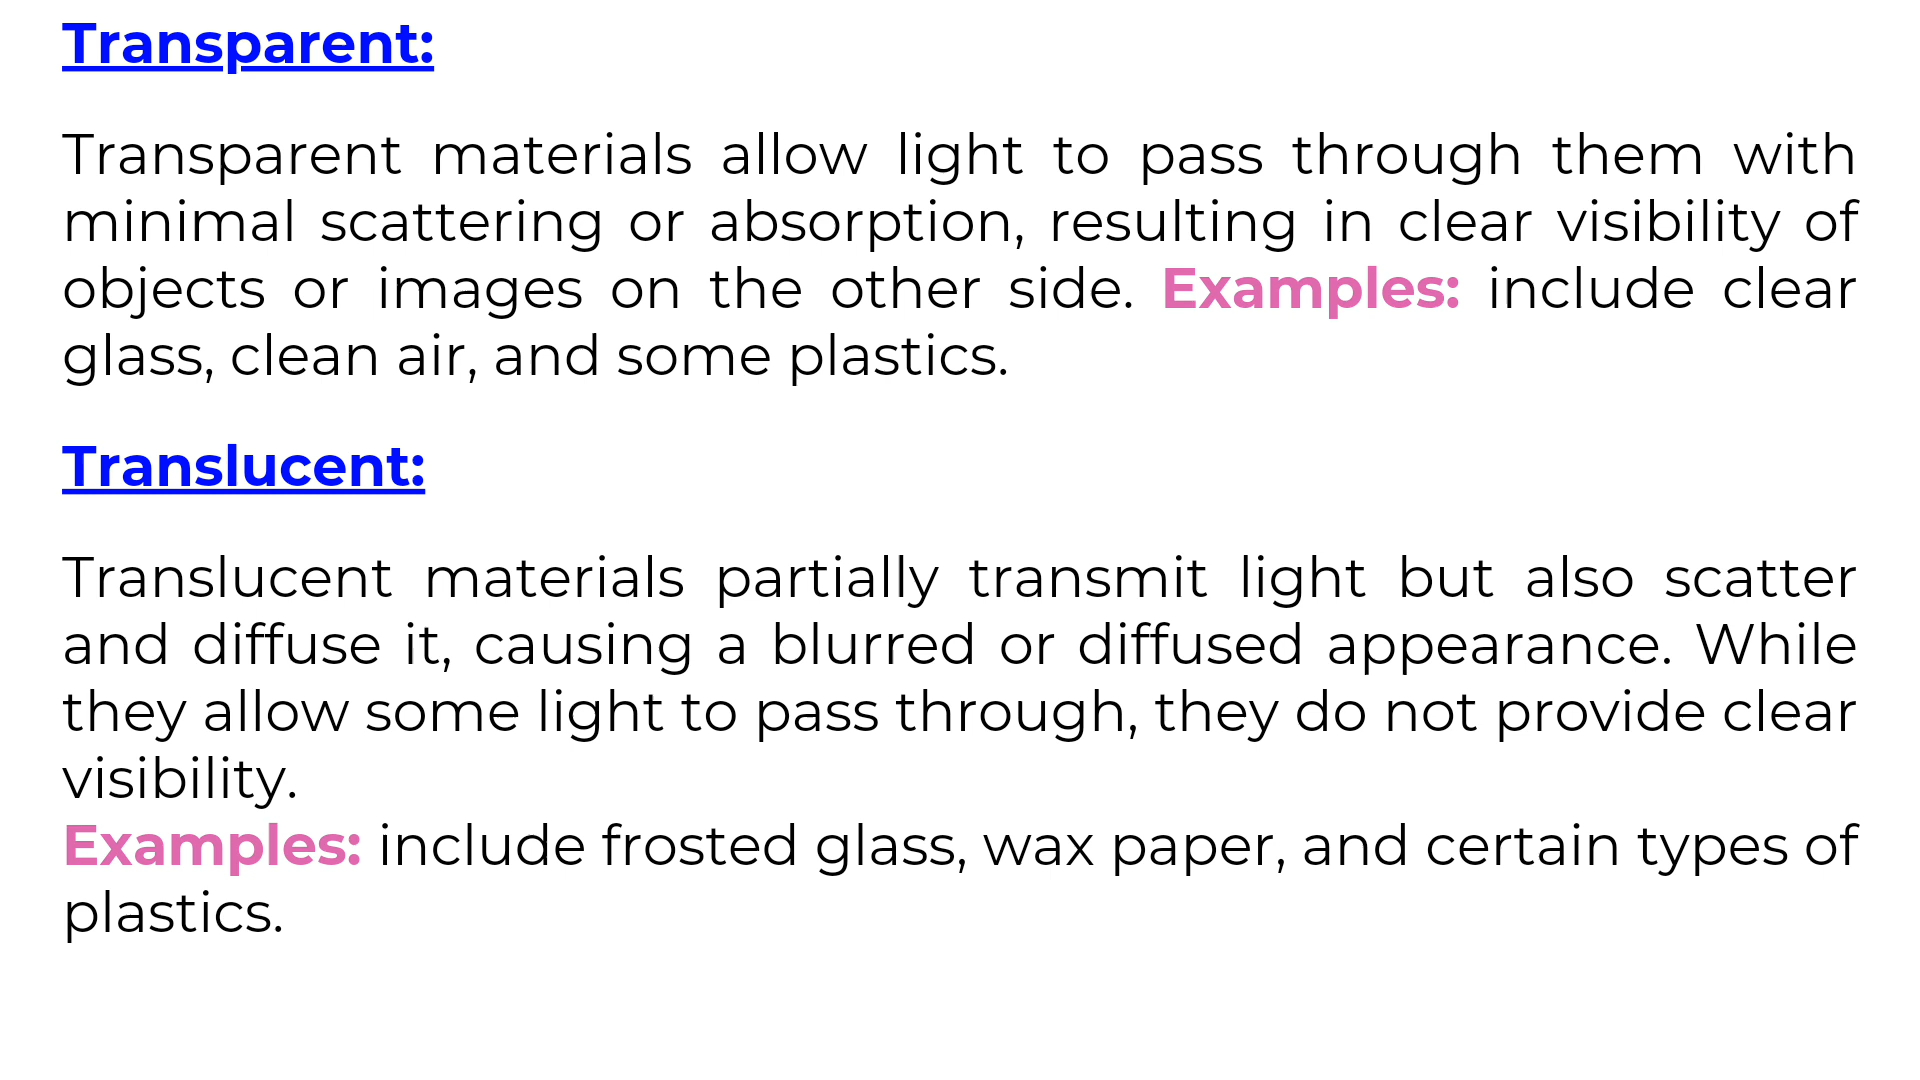 Transparent:
Transparent materials allow light to pass through them with
minimal scattering or absorption, resulting in clear visibility of
objects or images on the other side. Examples: include clear
glass, clean air, and some plastics.
Translucent:
Translucent materials partially transmit light but also scatter
and diffuse it, causing a blurred or diffused appearance. While
they allow some light to pass through, they do not provide clear
visibility.
Examples: include frosted glass, wax paper, and certain types of
plastics.